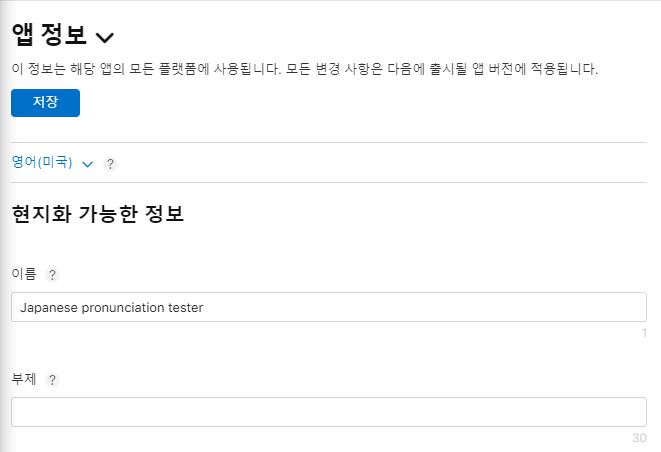 앱 정보
이 정보는 해당 앱의 모든 플랫폼에 사용됩니다. 모든 변경 사항은 다음에 출시될 앱 버전에 적용됩니다.
저장
영어(미국) ?
현지화 가능한 정보
이름 ?
Japanese pronunciation tester
1
부제 ?
30